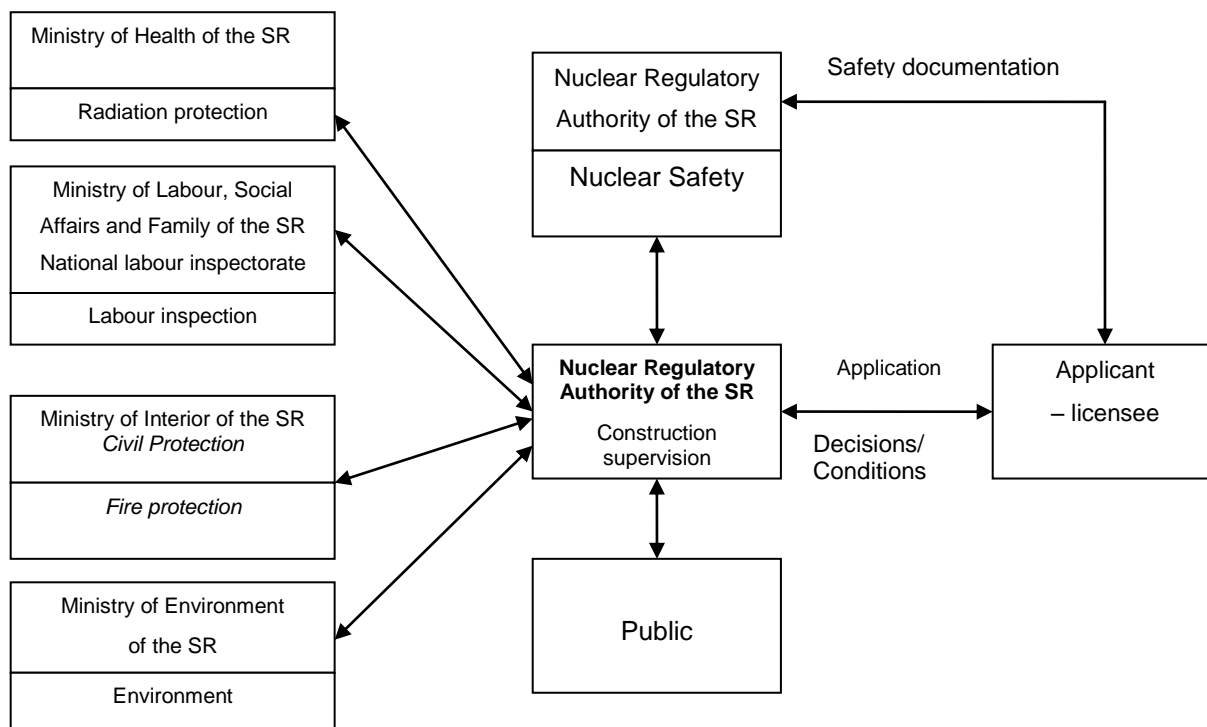 Ministry of Health of the SR
Radiation protection
Ministry of Labour, Social
Affairs and Family of the SR
National labour inspectorate
Labour inspection
Ministry of Interior of the SR
Civil Protection
Fire protection
Ministry of Environment
of the SR
Environment
Nuclear Regulatory
Authority of the SR
Nuclear Safety
Nuclear Regulatory
Authority of the SR
Construction
supervision
Public
Safety documentation
Application
Decisions/
Conditions
Applicant
– licensee